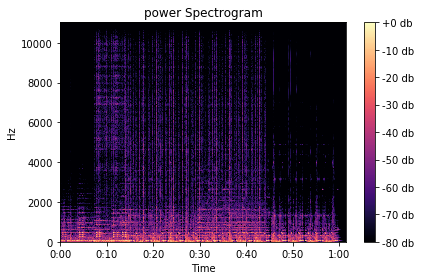 power Spectrogram
Hz
10000
8000
6000
4000
2000
0
0:00
0:10
0:20
0:30
0:40
0:50
1:00
Time
+0 db
-10 db
-20 db
-30 db
-40 db
-50 db
-60 db
-70 db
-80 db